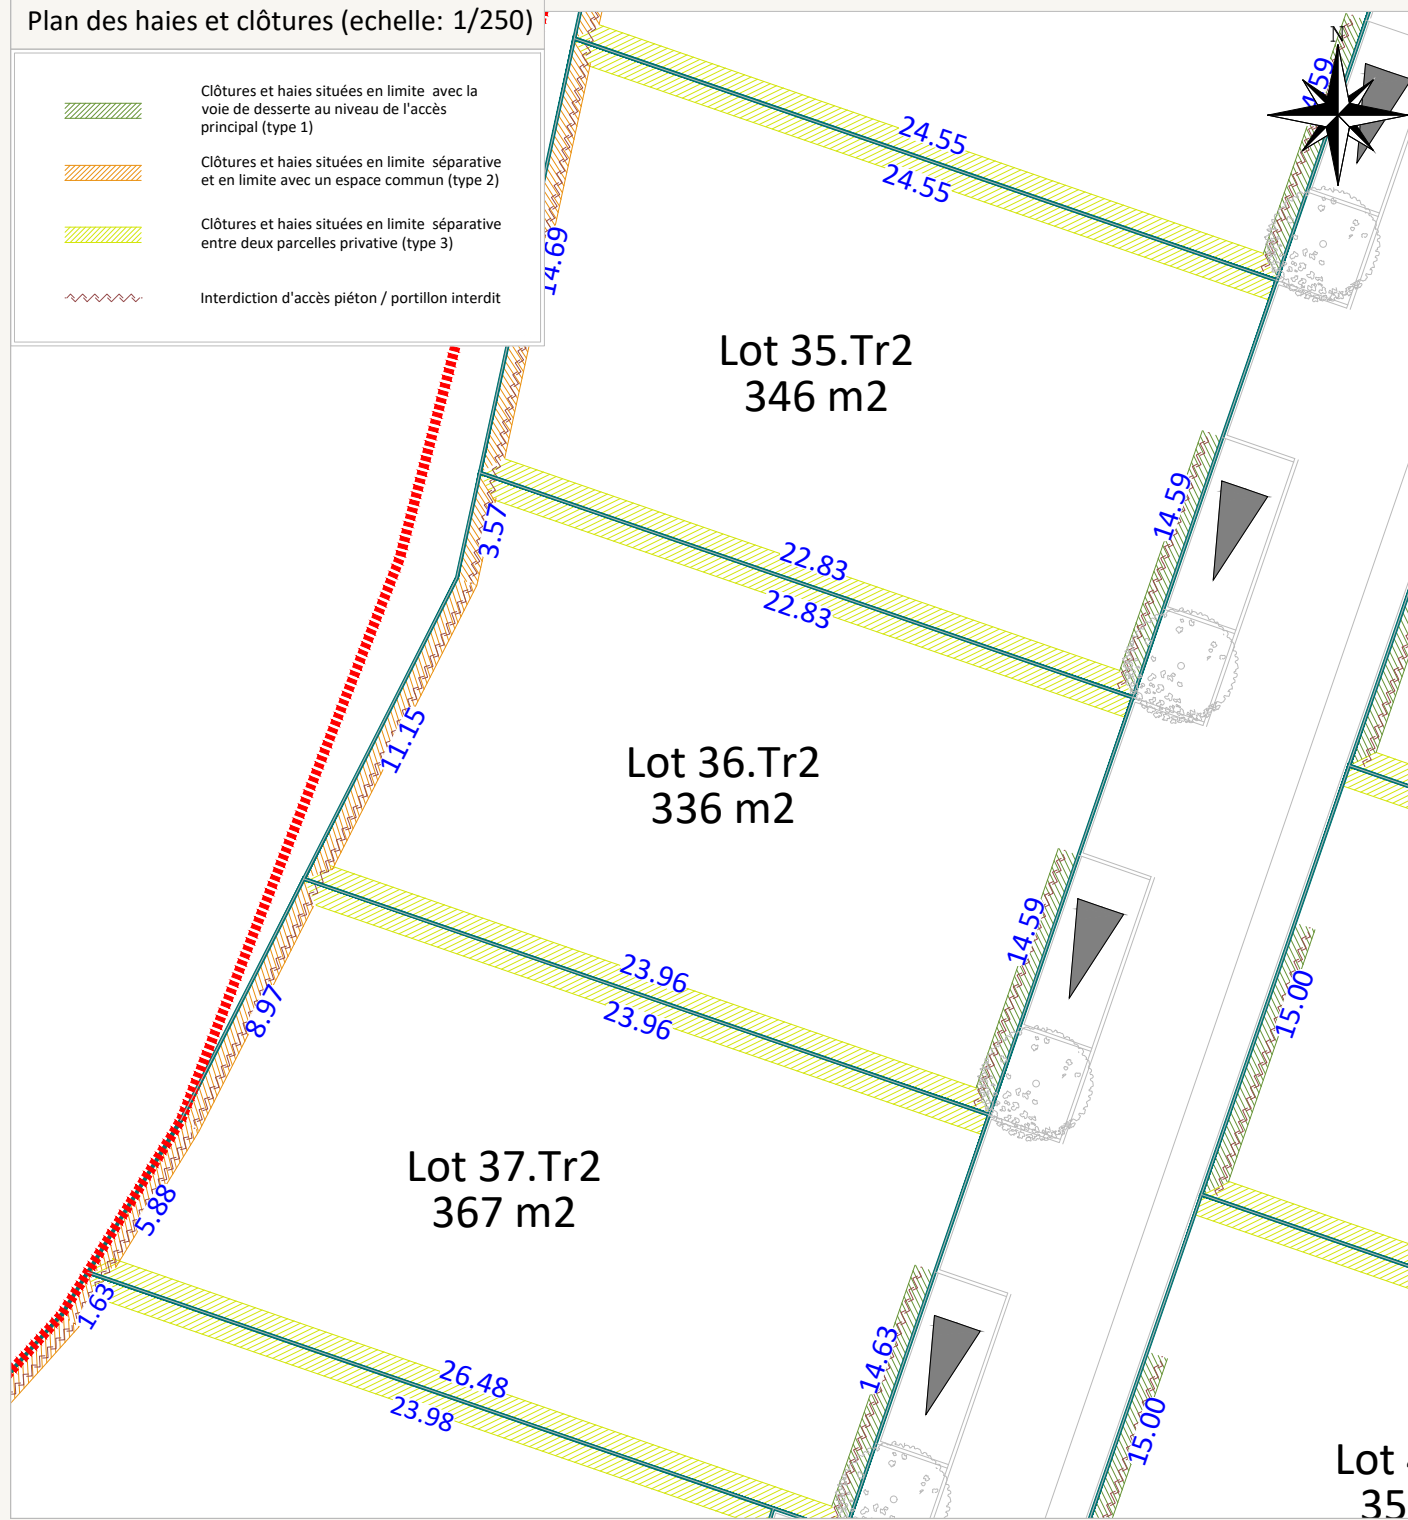 Plan des haies et clôtures (echelle: 1/250)
Clôtures et haies situées en limite avec la
voie de desserte au niveau de l'accès
principal (type 1)
Clôtures et haies situées en limite séparative
et en limite avec un espace commun (type 2)
Clôtures et haies situées en limite séparative
entre deux parcelles privative (type 3)
Interdiction d'accès piéton / portillon interdit
N
24.55
24.55
14.69
Lot 35.Tr2
346 m2
14.59
3.57
22.83
22.83
11.15
Lot 36.Tr2
336 m2
14.59
23.96
23.96
8.97
15.00
Lot 37.Tr2
367 m2
5.88
1.63
14.63
26.48
23.98
15.00
Lot
35